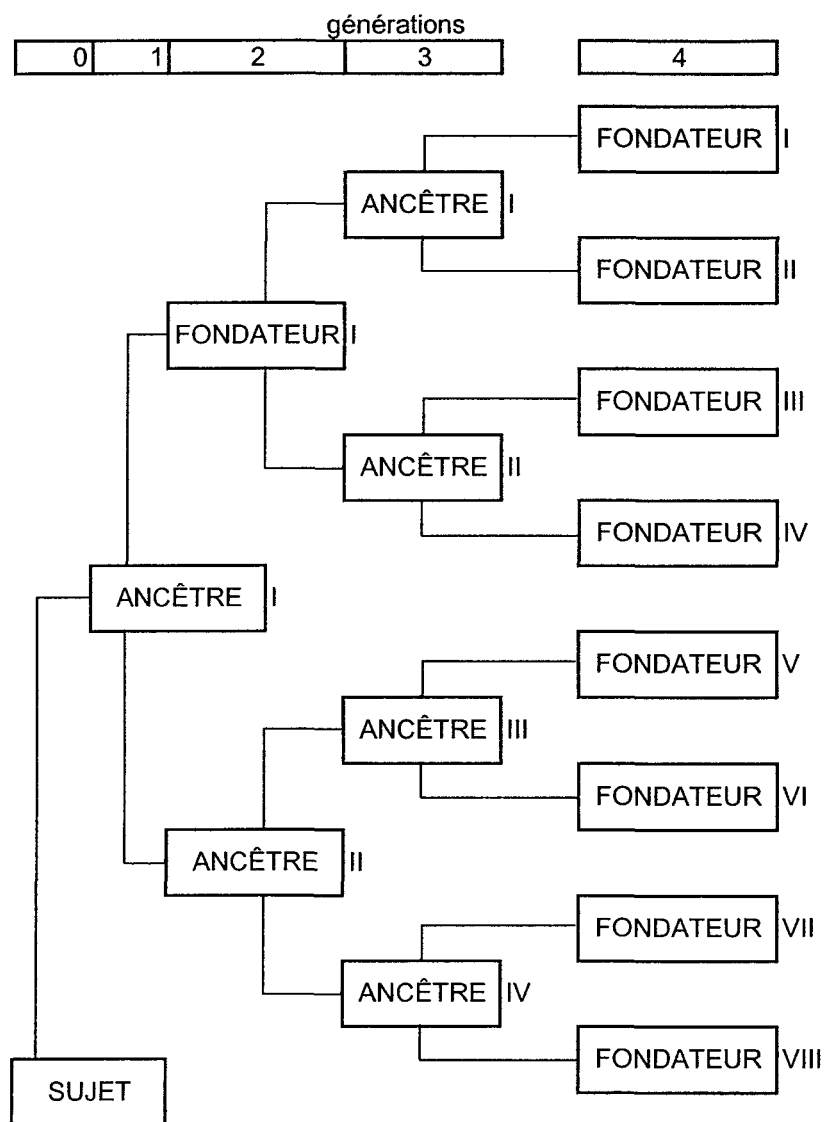 générations
0 1 2 3 4
FONDATEUR I
ANCÊTRE I
FONDATEUR II
FONDATEUR I
FONDATEUR III
ANCÊTRE II
FONDATEUR IV
ANCÊTRE I
FONDATEUR V
ANCÊTRE III
FONDATEUR VI
ANCÊTRE II
FONDATEUR VII
ANCÊTRE IV
FONDATEUR VIII
SUJET